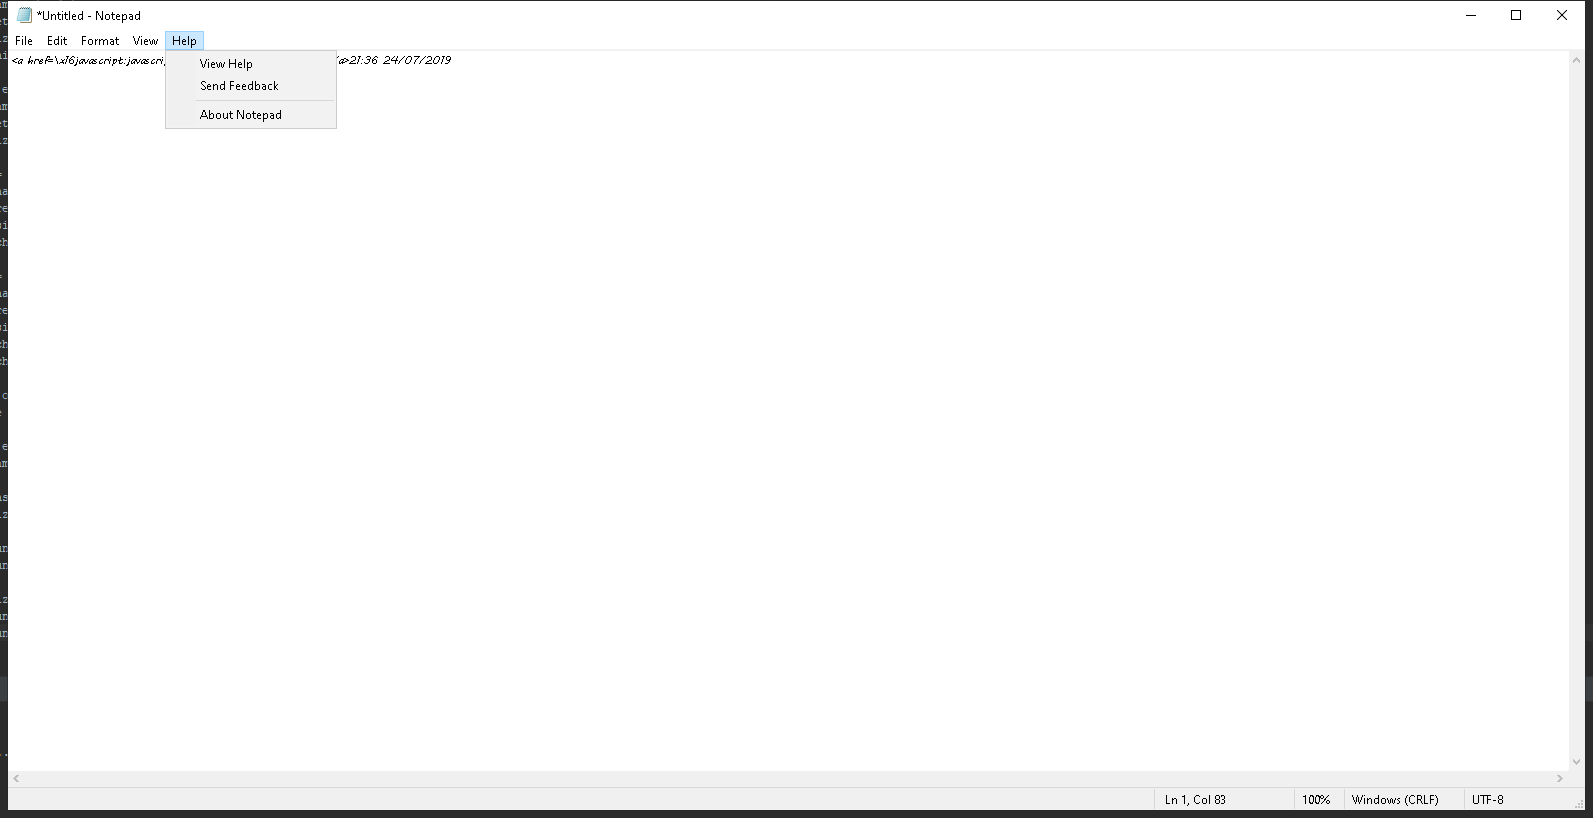 *Untitled - Notepad
File Edit Format View Help
<a href=\x16javascript:javascri
a>21:36 24/07/2019
View Help
Send Feedback
About Notepad
Ln 1, Col 83 100% Windows (CRLF) UTF-8